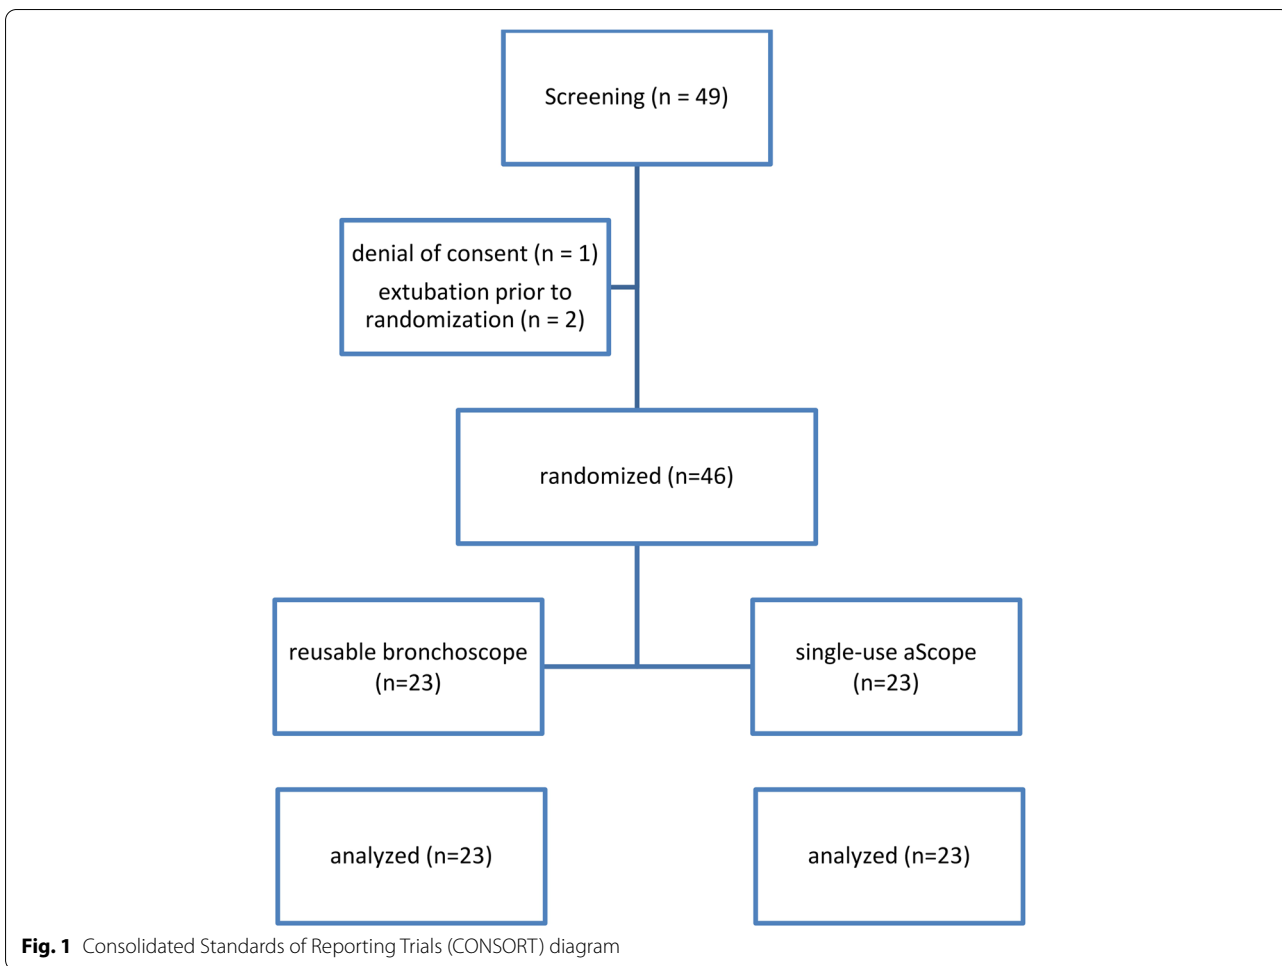 Screening (n = 49)
denial of consent (n = 1)
extubation prior to
randomization (n = 2)
randomized (n=46)
reusable bronchoscope
(n=23)
single-use aScope
(n=23)
analyzed (n=23)
analyzed (n=23)
Fig. 1 Consolidated Standards of Reporting Trials (CONSORT) diagram